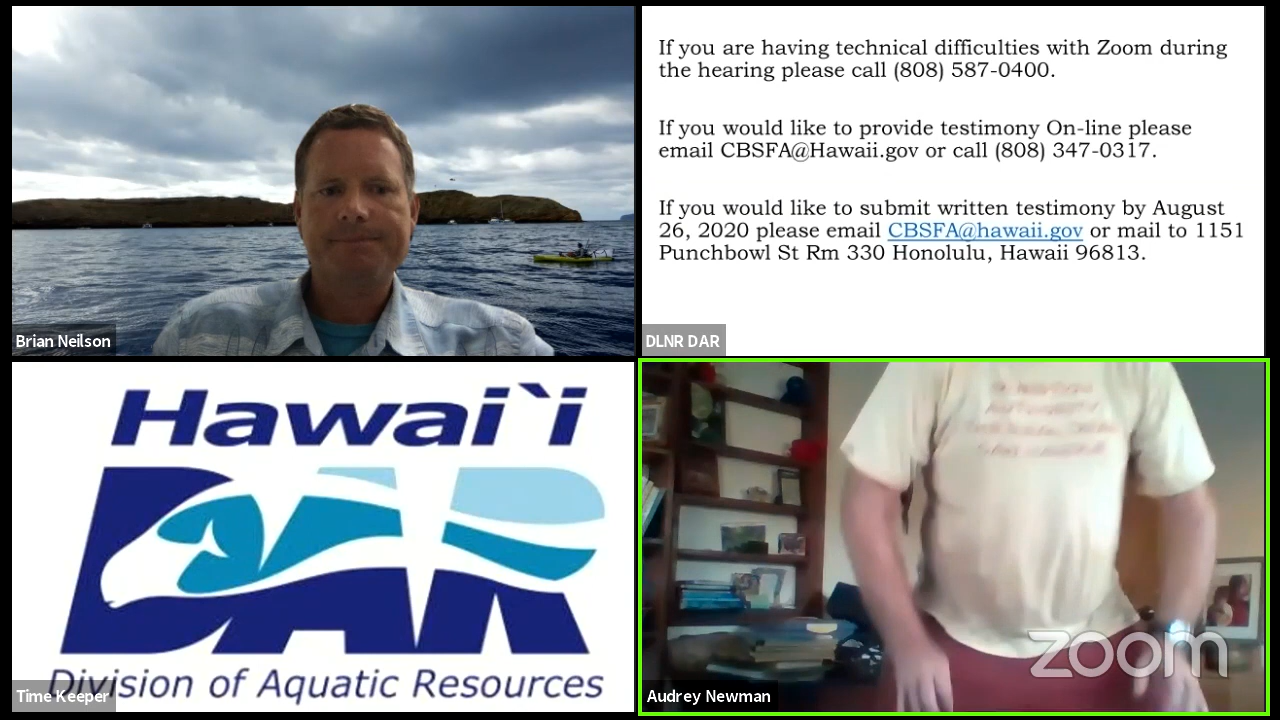 If you are having technical difficulties with Zoom during
the hearing please call (808) 587-0400.
If you would like to provide testimony On-line please
email CBSFA@Hawaii.gov or call (808) 347-0317.
If you would like to submit written testimony by August
26, 2020 please email CBSFA@hawaii.gov or mail to 1151
Punchbowl St Rm 330 Honolulu, Hawaii 96813.
Brian Neilson
DLNR DAR
Hawai`i
DAR
Division of Aquatic Resources
Time Keeper
zoom
Audrey Newman